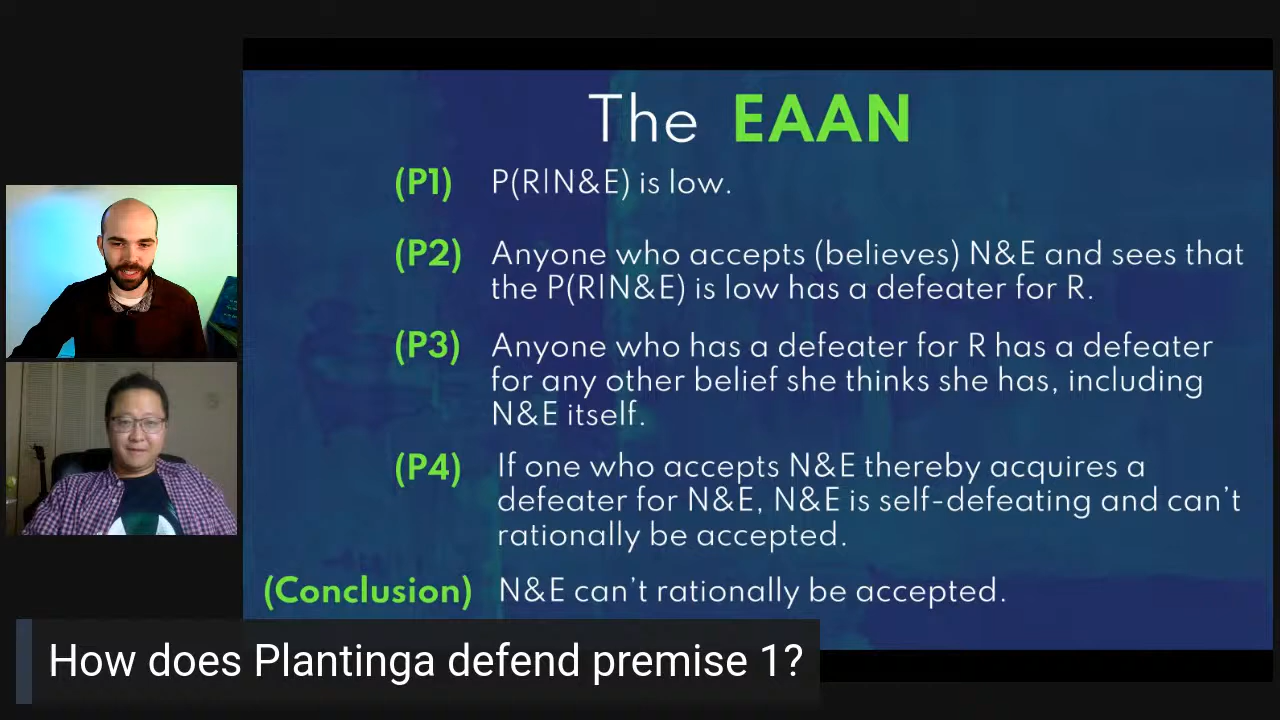 The EAAN
(P1) P(R|N&E) is low.
(P2) Anyone who accepts (believes) N&E and sees that
the P(R|N&E) is low has a defeater for R.
(P3) Anyone who has a defeater for R has a defeater
for any other belief she thinks she has, including
N&E itself.
(P4) If one who accepts N&E thereby acquires a
defeater for N&E, N&E is self-defeating and can't
rationally be accepted.
(Conclusion) N&E can't rationally be accepted.
How does Plantinga defend premise 1?